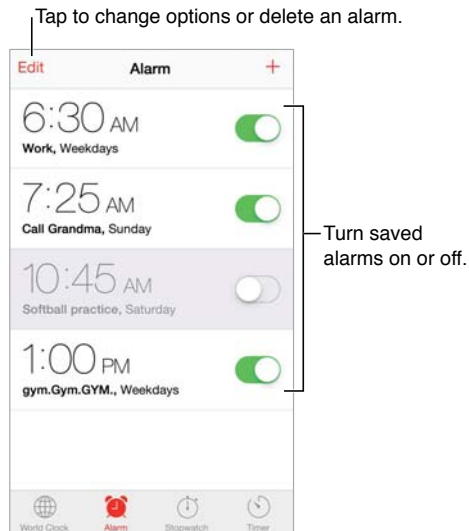 Tap to change options or delete an alarm.
Edit Alarm +
6:30 AM
Work, Weekdays
7:25 AM
Call Grandma, Sunday
Turn saved
alarms on or off.
10:45 AM
Softball practice, Saturday
1:00 PM
gym.Gym.GYM., Weekdays
World Clock Alarm Stopwatch Timer